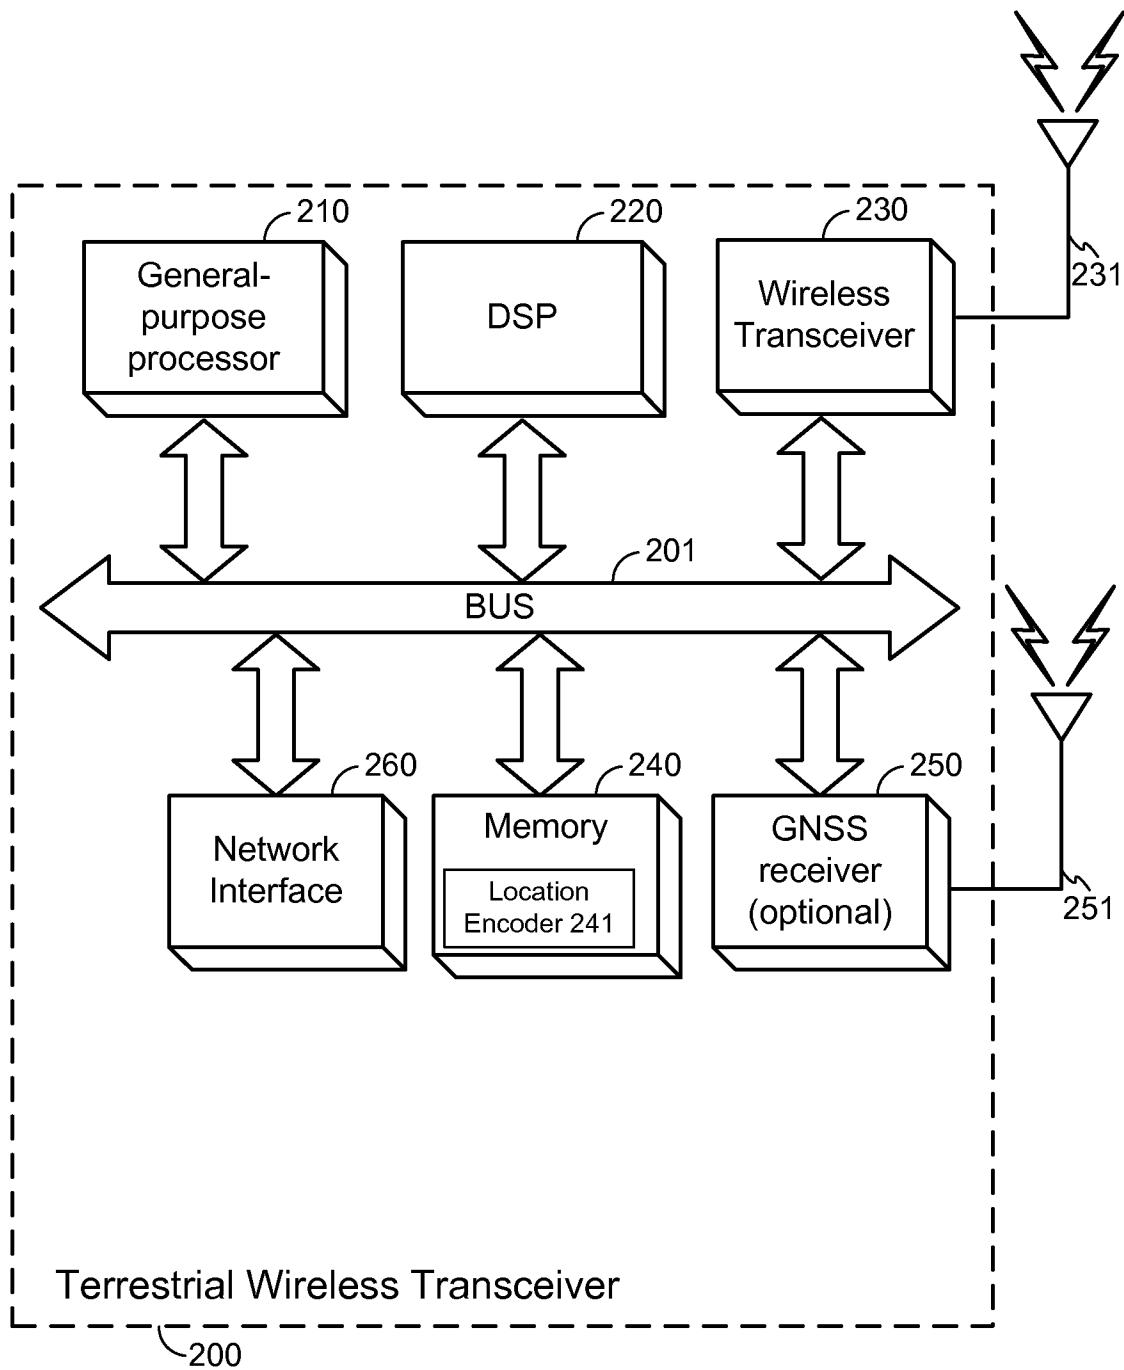 210
220
230
General-
purpose
processor
DSP
Wireless
Transceiver
231
201
BUS
260
240
250
Network
Interface
Memory
Location
Encoder 241
GNSS
receiver
(optional)
251
Terrestrial Wireless Transceiver
200